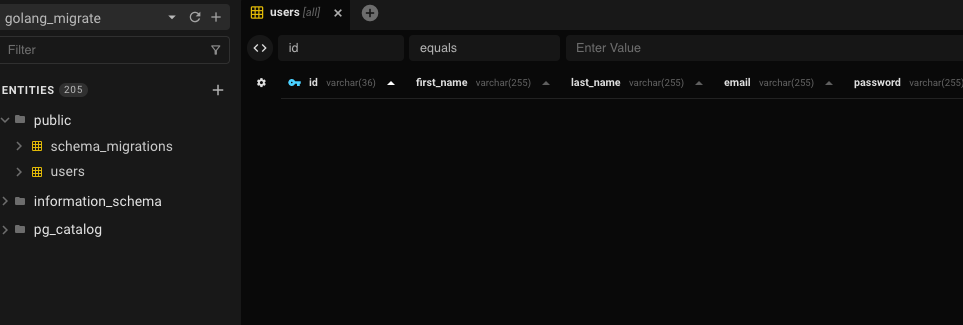 golang_migrate
Filter
ENTITIES 205
public
schema_migrations
users
information_schema
pg_catalog
users [all]
id equals Enter Value
id varchar(36) first_name varchar(255) last_name varchar(255) email varchar(255) password varchar(255)